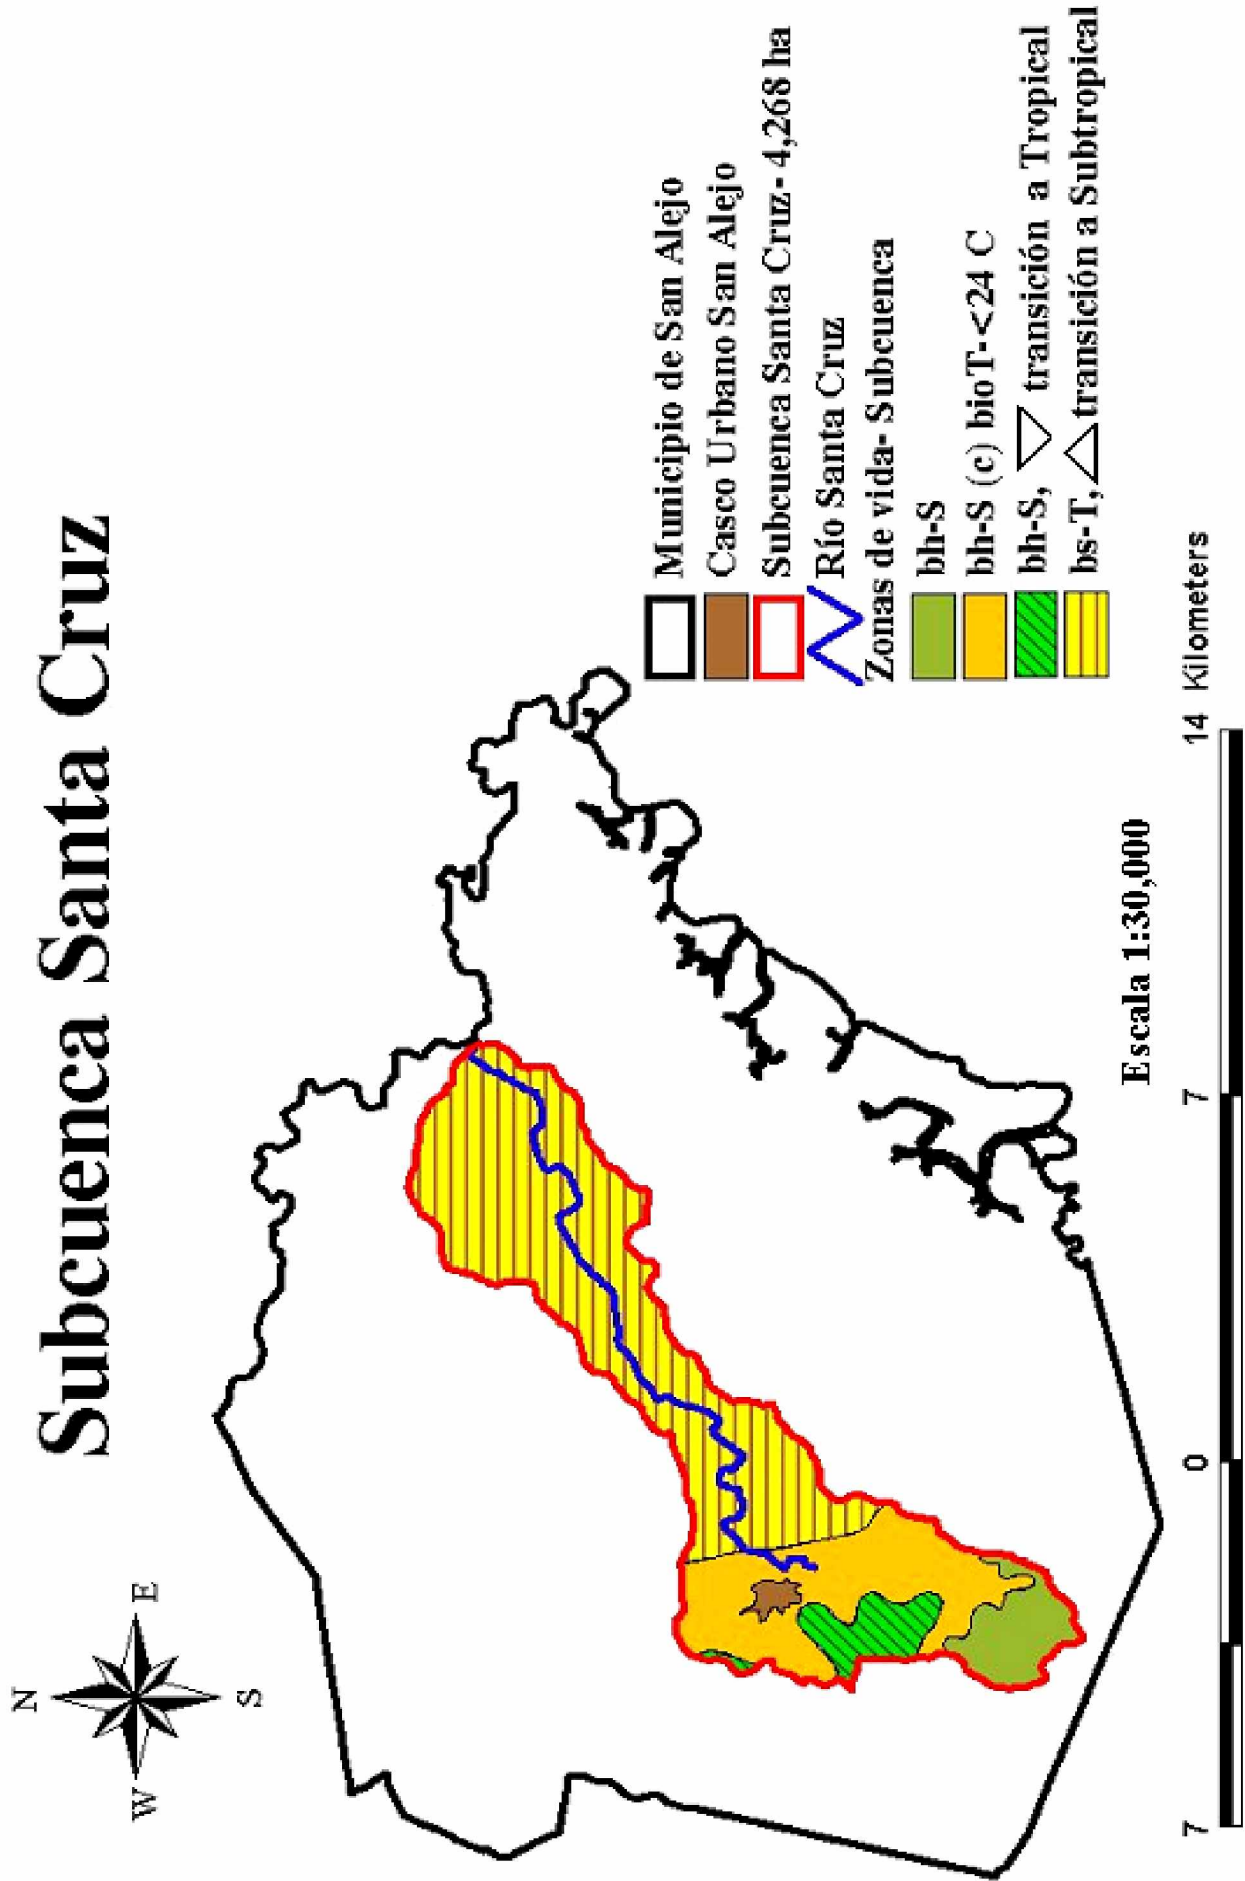 Subcuenca Santa Cruz
N
W
E
S
Municipio de San Alejo
Casco Urbano San Alejo
Subcuenca Santa Cruz- 4,268 ha
Río Santa Cruz
Zonas de vida- Subcuenca
bh-S
bh-S (c) bioT-<24 C
bh-S, transición a Tropical
bs-T, transición a Subtropical
Escala 1:30,000
7 0 7 14 Kilometers